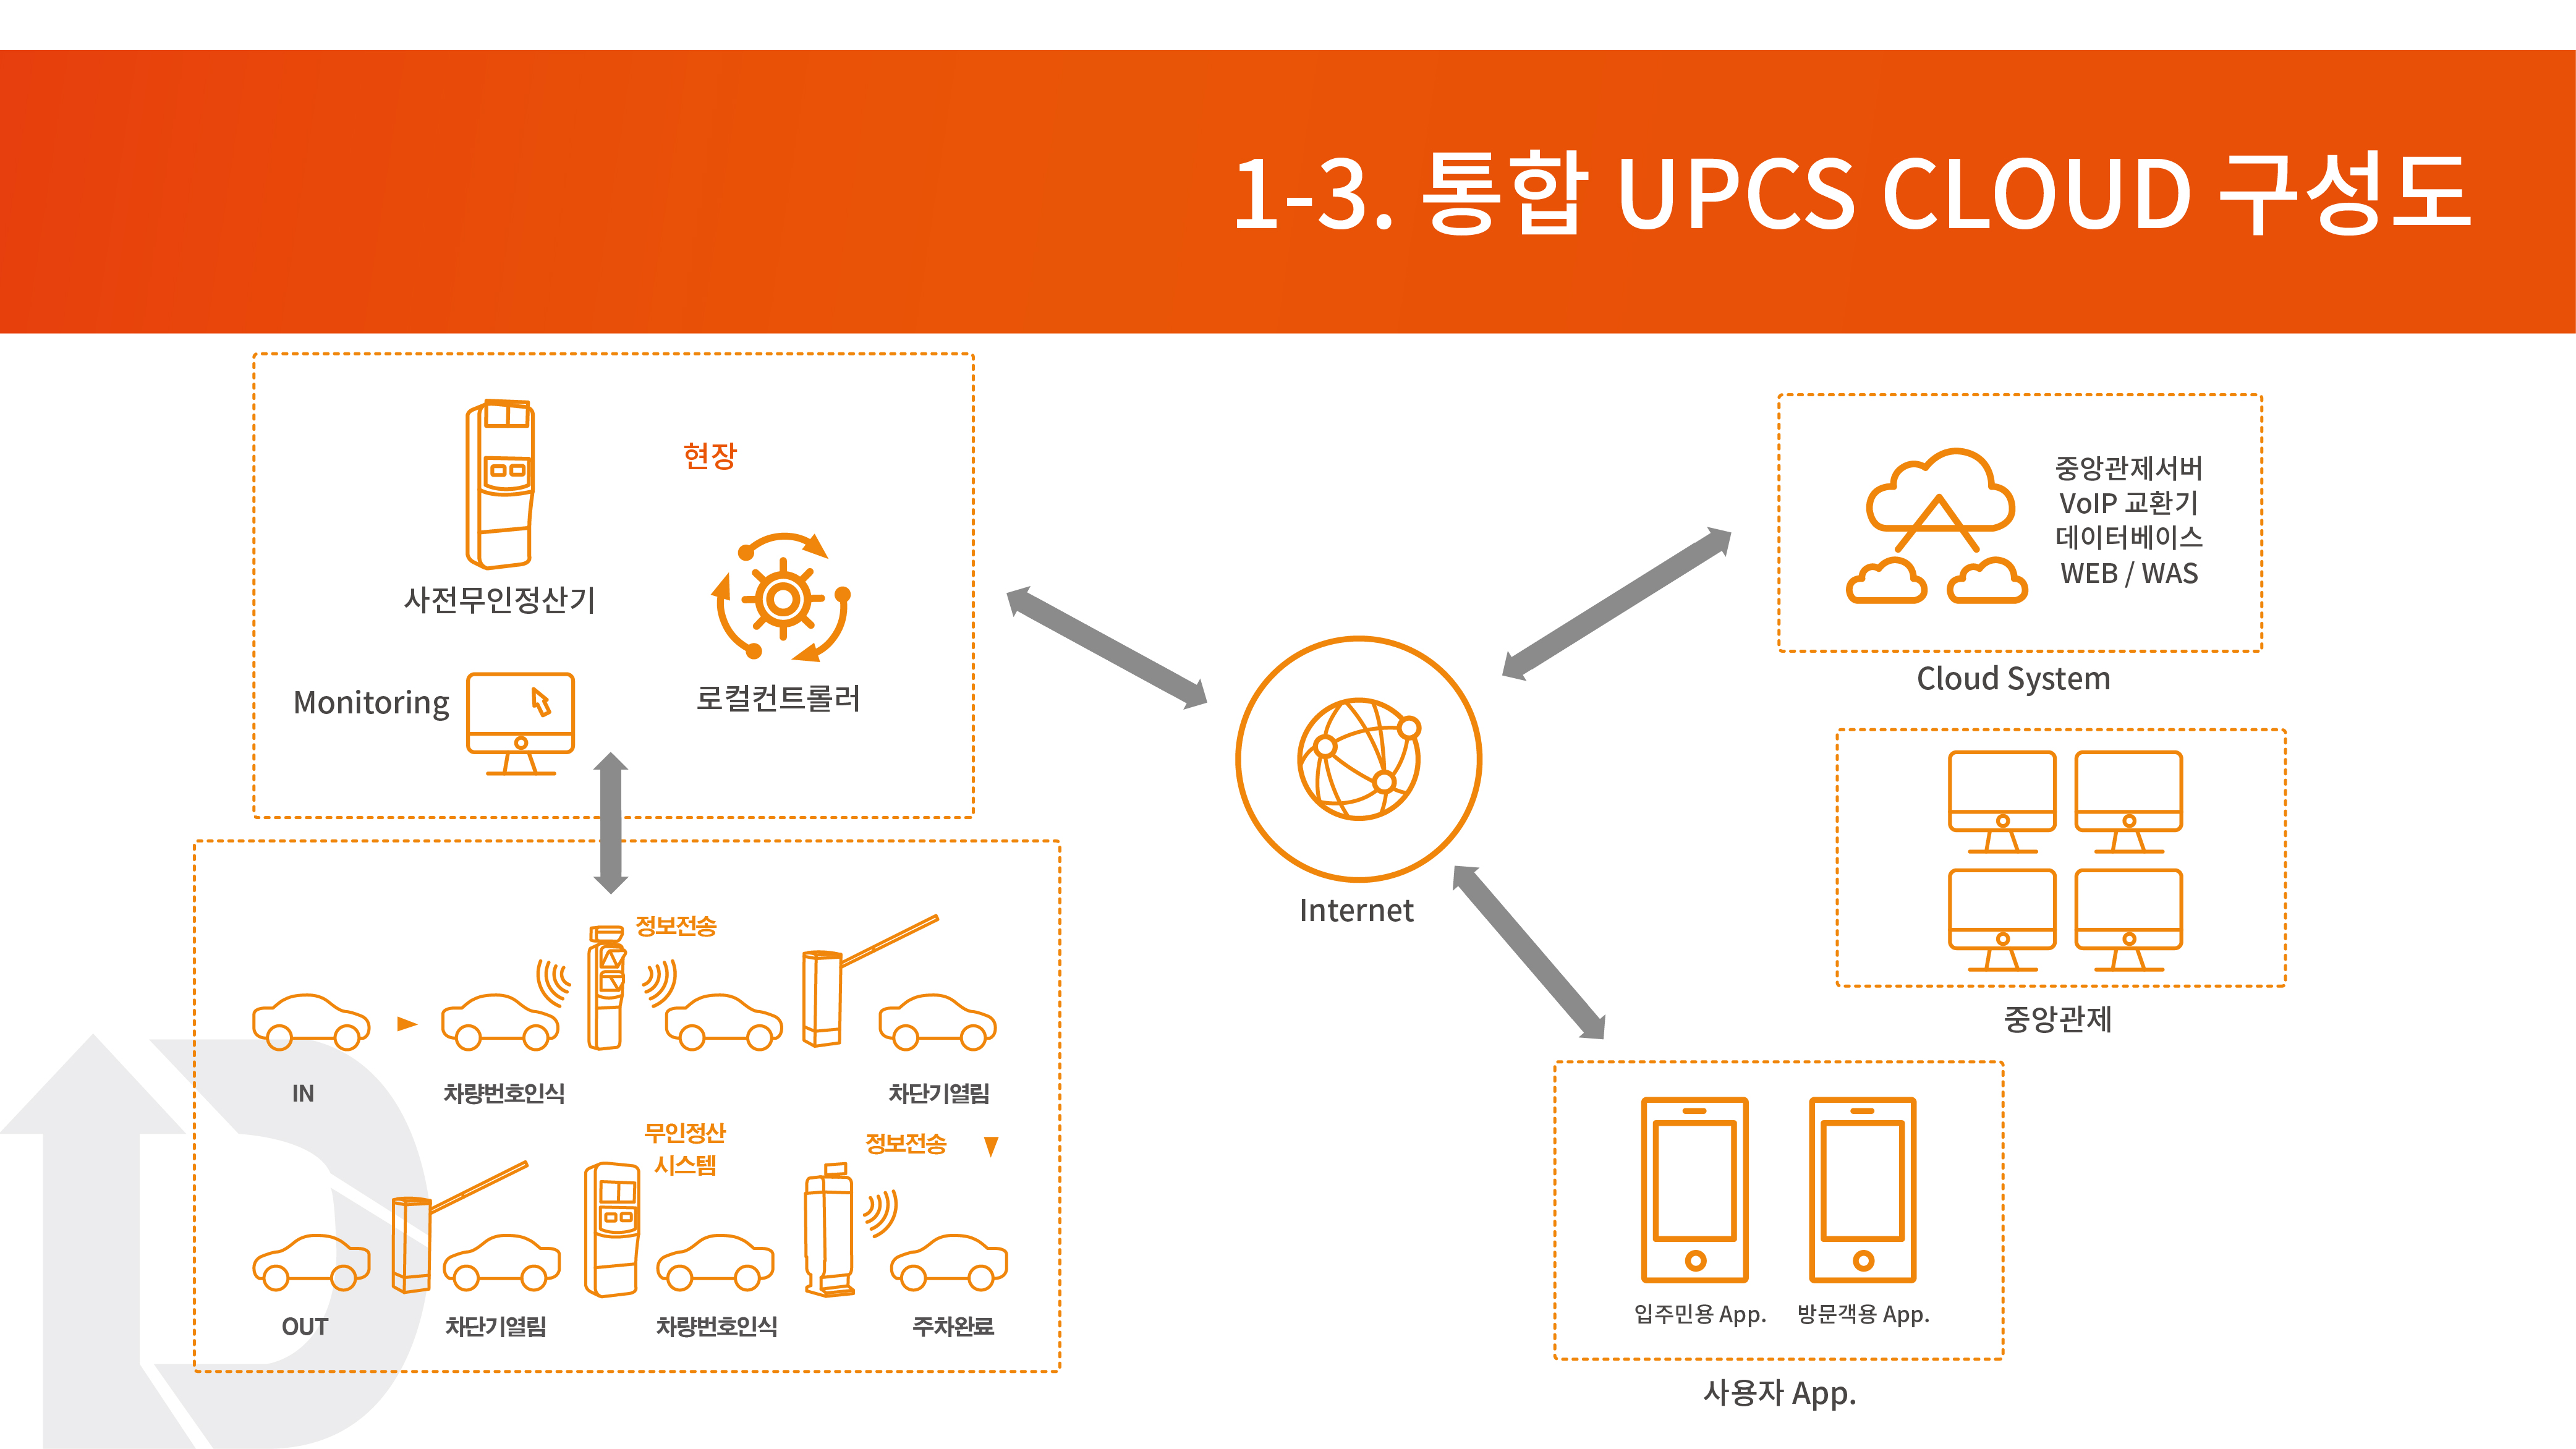 1-3. 통합 UPCS CLOUD 구성도
현장
사전무인정산기
Monitoring
로컬컨트롤러
정보전송
IN
차량번호인식
차단기열림
무인정산
시스템
정보전송
OUT
차단기열림
차량번호인식
주차완료
Internet
중앙관제서버
VoIP 교환기
데이터베이스
WEB / WAS
Cloud System
중앙관제
입주민용 App.
방문객용 App.
사용자 App.